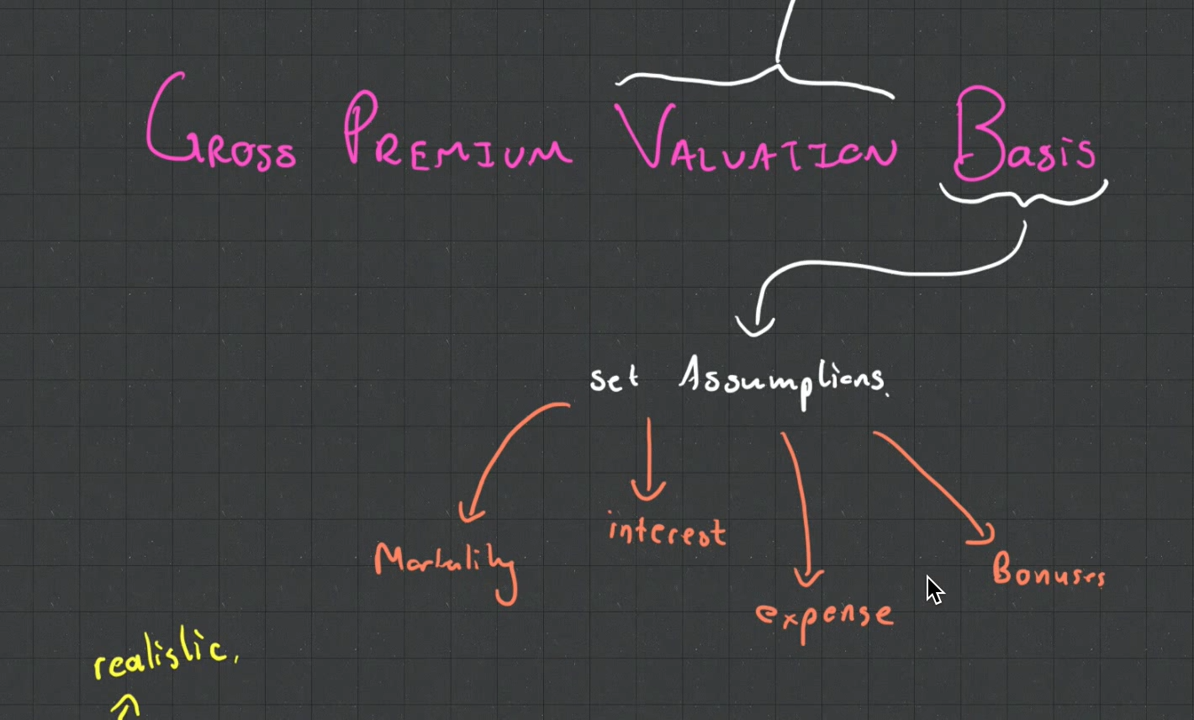 GROSS PREMIUM VALUATION BASIS
set Assumptions.
interest
Mortality
Bonuses
expense
realistic.